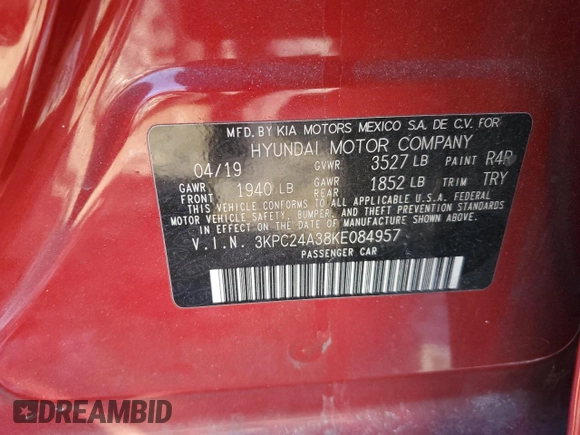 MFD. BY KIA MOTORS MEXICO S.A. DE C.V. FOR
HYUNDAI MOTOR COMPANY
04/19 GVWR. 3527 LB PAINT R4R
GAWR FRONT 1940 LB GAWR REAR 1852 LB TRIM TRY
THIS VEHICLE CONFORMS TO ALL APPLICABLE U.S.A. FEDERAL
MOTOR VEHICLE SAFETY, BUMPER, AND THEFT PREVENTION
STANDARDS IN EFFECT ON THE DATE OF MANUFACTURE SHOWN ABOVE.
V.I.N. 3KPC24A38KE084957
PASSENGER CAR
DREAMBID